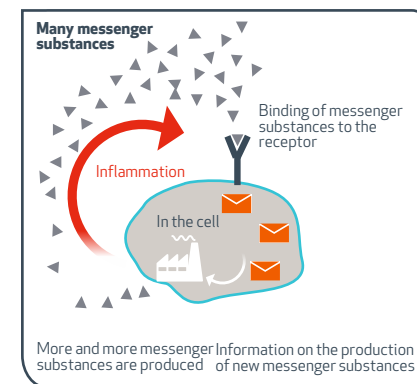 Many messenger
substances
Binding of messenger
substances to the
receptor
Inflammation
In the cell
More and more messenger
substances are produced
Information on the production
of new messenger substances